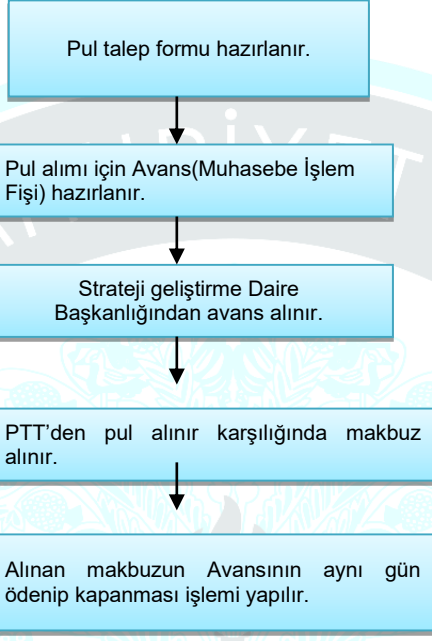 Pul talep formu hazırlanır.
Pul alımı için Avans(Muhasebe İşlem
Fişi) hazırlanır.
Strateji geliştirme Daire
Başkanlığından avans alınır.
PTT’den pul alınır karşılığında makbuz
alınır.
Alınan makbuzun Avansının aynı gün
ödenip kapanması işlemi yapılır.